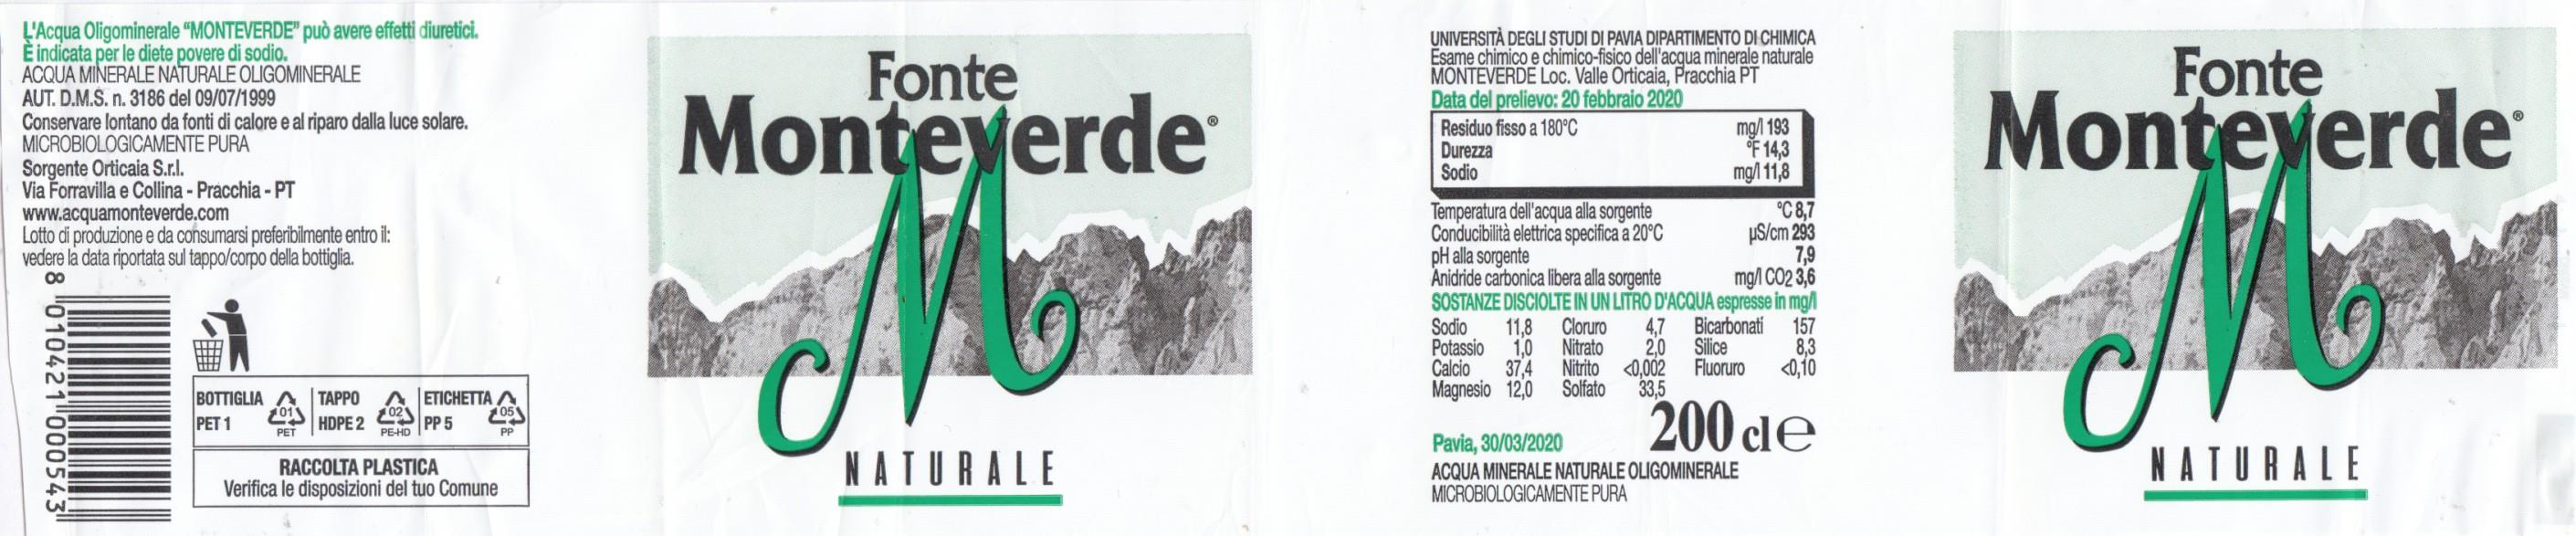 L'Acqua Oligominerale "MONTEVERDE" può avere effetti diuretici.
È indicata per le diete povere di sodio.
ACQUA MINERALE NATURALE OLIGOMINERALE
AUT. D.M.S. n. 3186 del 09/07/1999
Conservare lontano da fonti di calore e al riparo dalla luce solare.
MICROBIOLOGICAMENTE PURA
Sorgente Orticaia S.r.l.
Via Forravilla e Collina - Pracchia - PT
www.acquamonteverde.com
Lotto di produzione e da consumarsi preferibilmente entro il:
vedere la data riportata sul tappo/corpo della bottiglia.
8 010421 000543
BOTTIGLIA 01 TAPPO 02 ETICHETTA 05
PET 1 PET HDPE 2 PE-HD PP 5 PP
RACCOLTA PLASTICA
Verifica le disposizioni del tuo Comune
Fonte
Monteverde®
M
NATURALE
UNIVERSITÀ DEGLI STUDI DI PAVIA DIPARTIMENTO DI CHIMICA
Esame chimico e chimico-fisico dell'acqua minerale naturale
MONTEVERDE Loc. Valle Orticaia, Pracchia PT
Data del prelievo: 20 febbraio 2020
Residuo fisso a 180°C mg/l 193
Durezza °F 14,3
Sodio mg/l 11,8
Temperatura dell'acqua alla sorgente °C 8,7
Conducibilità elettrica specifica a 20°C µS/cm 293
pH alla sorgente 7,9
Anidride carbonica libera alla sorgente mg/l CO2 3,6
SOSTANZE DISCIOLTE IN UN LITRO D'ACQUA espresse in mg/l
Sodio 11,8 Cloruro 4,7 Bicarbonati 157
Potassio 1,0 Nitrato 2,0 Silice 8,3
Calcio 37,4 Nitrito <0,002 Fluoruro <0,10
Magnesio 12,0 Solfato 33,5
200 cl e
Pavia, 30/03/2020
ACQUA MINERALE NATURALE OLIGOMINERALE
MICROBIOLOGICAMENTE PURA
Fonte
Monteverde®
M
NATURALE